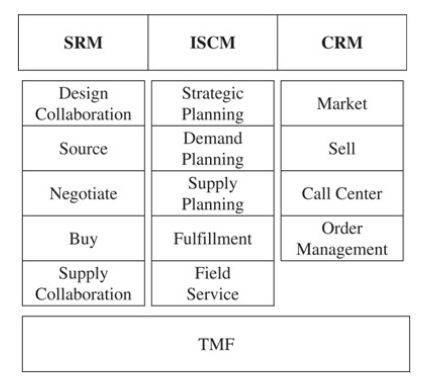 SRM
ISCM
CRM
Design
Collaboration
Source
Negotiate
Buy
Supply
Collaboration
Strategic
Planning
Demand
Planning
Supply
Planning
Fulfillment
Field
Service
Market
Sell
Call Center
Order
Management
TMF